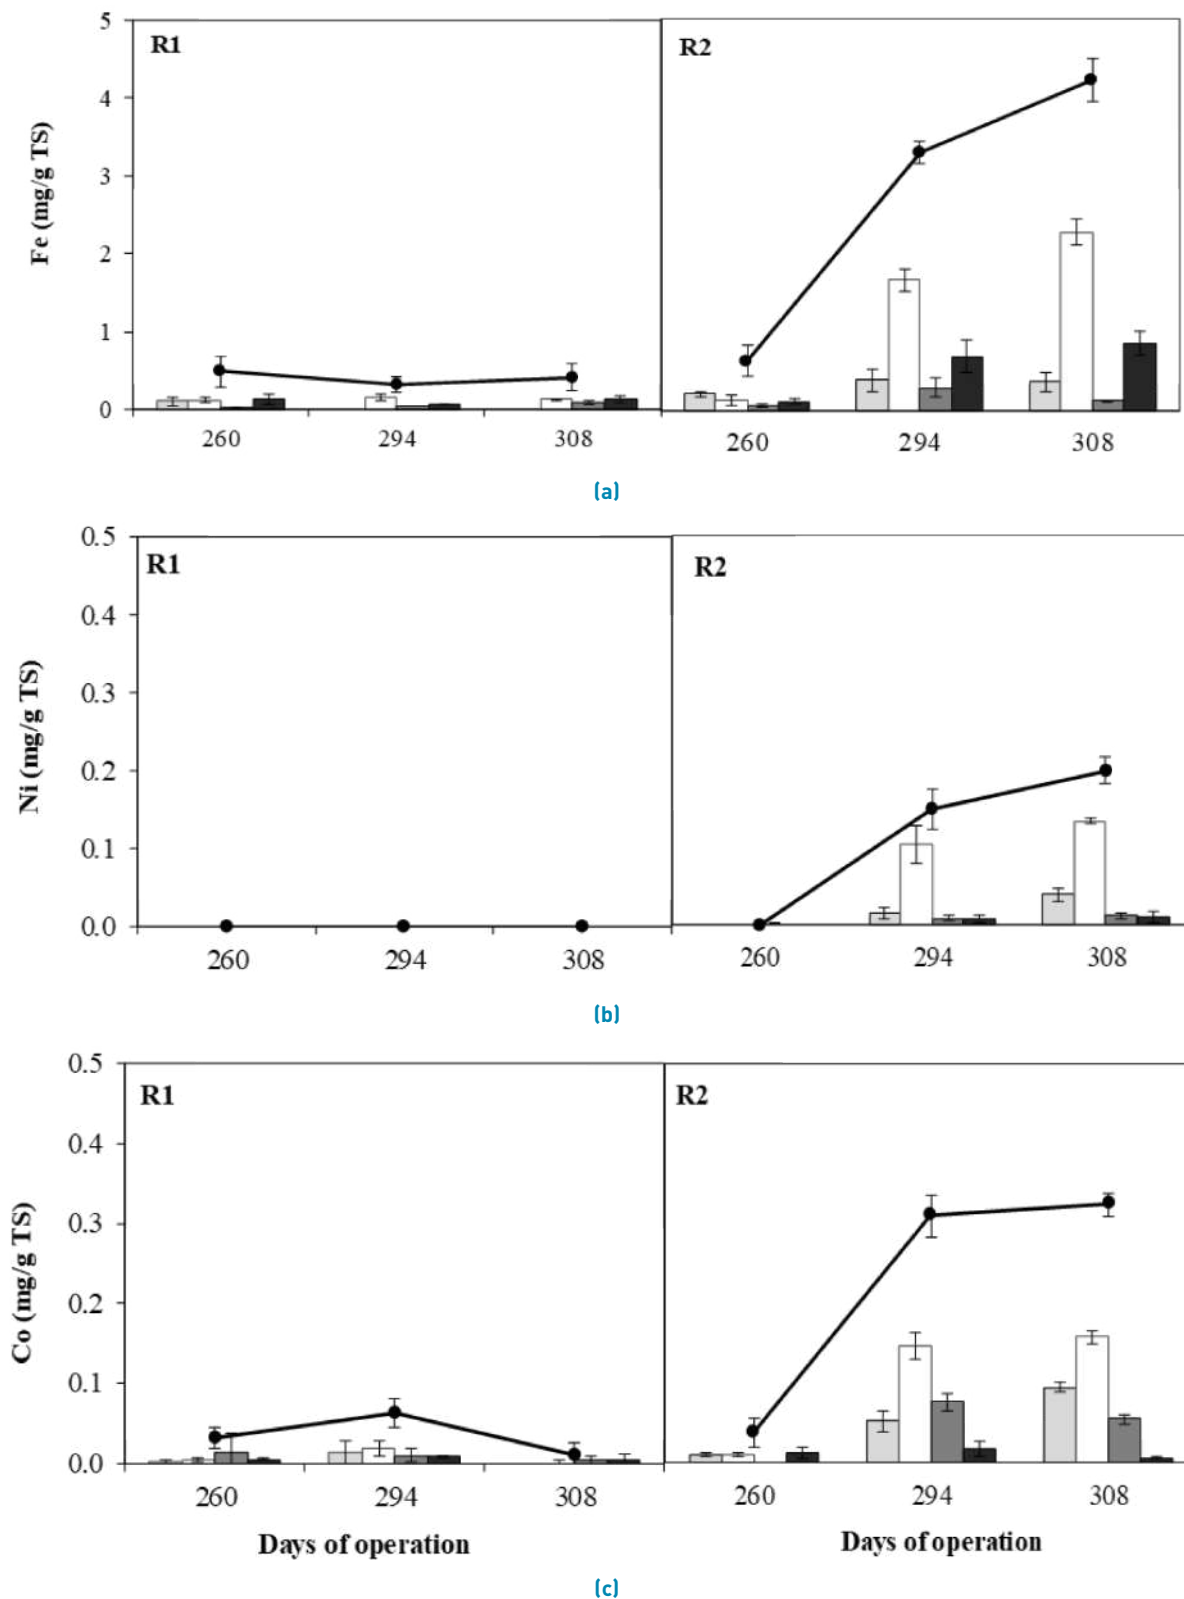 R1 R2
Fe (mg/g TS)
5
4
3
2
1
0
260 294 308 260 294 308
(a)
R1 R2
Ni (mg/g TS)
0.5
0.4
0.3
0.2
0.1
0.0
260 294 308 260 294 308
(b)
R1 R2
Co (mg/g TS)
0.5
0.4
0.3
0.2
0.1
0.0
260 294 308 260 294 308
Days of operation Days of operation
(c)